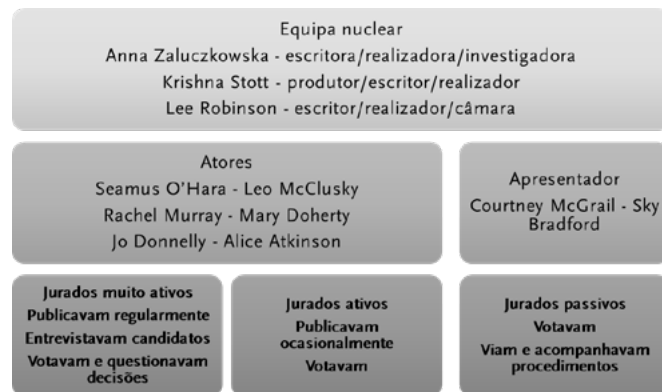 Equipa nuclear
Anna Zaluczkowska - escritora/realizadora/investigadora
Krishna Stott - produtor/escritor/realizador
Lee Robinson - escritor/realizador/câmara
Atores
Seamus O'Hara - Leo McClusky
Rachel Murray - Mary Doherty
Jo Donnelly - Alice Atkinson
Apresentador
Courtney McGrail - Sky
Bradford
Jurados muito ativos
Publicavam regularmente
Entrevistavam candidatos
Votavam e questionavam
decisões
Jurados ativos
Publicavam
ocasionalmente
Votavam
Jurados passivos
Votavam
Viam e acompanhavam
procedimentos